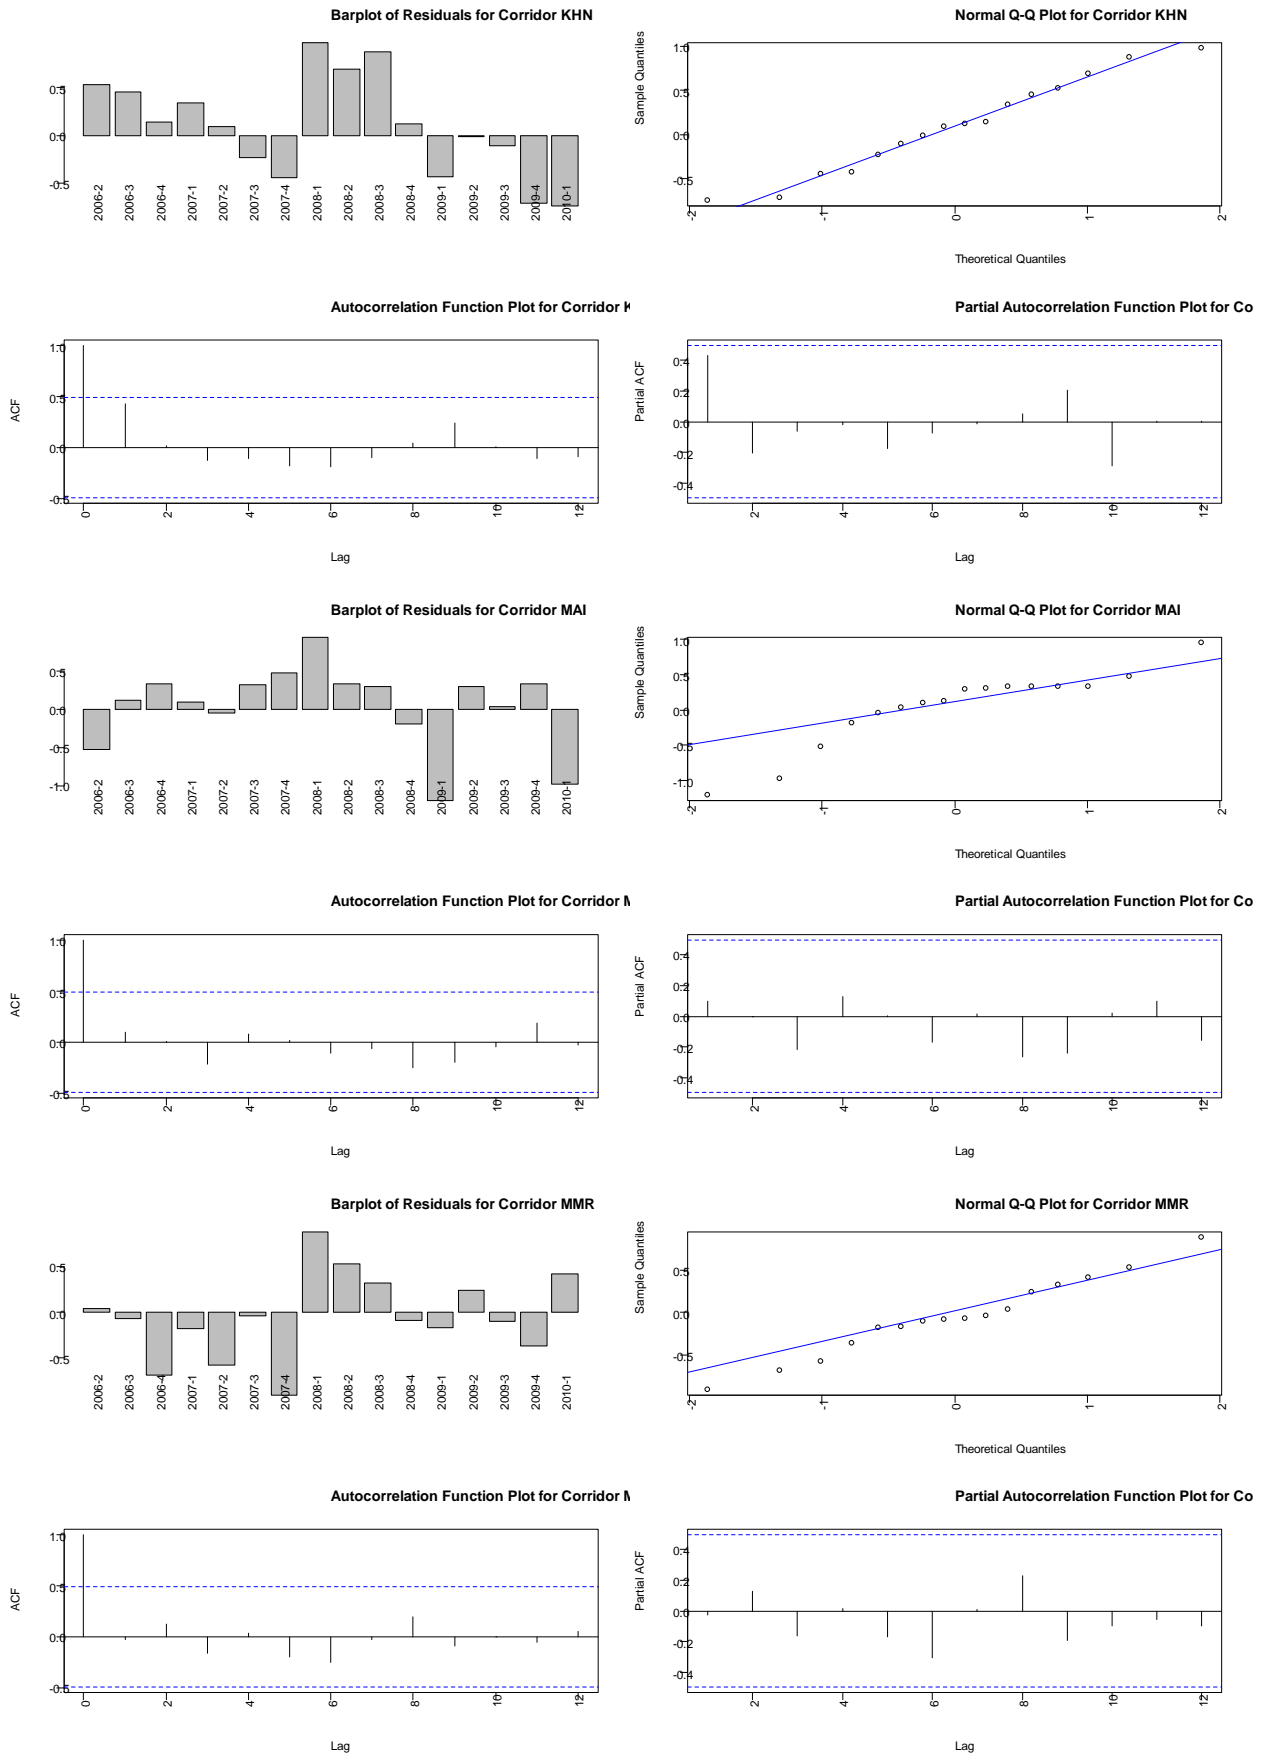 Barplot of Residuals for Corridor KHN
0.5
0.0
-0.5
2006-2 2006-3 2006-4 2007-1 2007-2 2007-3 2007-4 2008-1 2008-2 2008-3 2008-4 2009-1 2009-2 2009-3 2009-4 2010-1
Normal Q-Q Plot for Corridor KHN
Sample Quantiles
1.0
0.5
0.0
-0.5
-2 -1 0 1 2
Theoretical Quantiles
Autocorrelation Function Plot for Corridor K
ACF
1.0
0.5
0.0
-0.5
0 2 4 6 8 10 12
Lag
Partial Autocorrelation Function Plot for Co
Partial ACF
0.4
0.2
0.0
-0.2
-0.4
2 4 6 8 10 12
Lag
Barplot of Residuals for Corridor MAI
0.5
0.0
-0.5
-1.0
2006-2 2006-3 2006-4 2007-1 2007-2 2007-3 2007-4 2008-1 2008-2 2008-3 2008-4 2009-1 2009-2 2009-3 2009-4 2010-1
Normal Q-Q Plot for Corridor MAI
Sample Quantiles
1.0
0.5
0.0
-0.5
-1.0
-2 -1 0 1 2
Theoretical Quantiles
Autocorrelation Function Plot for Corridor M
ACF
1.0
0.5
0.0
-0.5
0 2 4 6 8 10 12
Lag
Partial Autocorrelation Function Plot for Co
Partial ACF
0.4
0.2
0.0
-0.2
-0.4
2 4 6 8 10 12
Lag
Barplot of Residuals for Corridor MMR
0.5
0.0
-0.5
2006-2 2006-3 2006-4 2007-1 2007-2 2007-3 2007-4 2008-1 2008-2 2008-3 2008-4 2009-1 2009-2 2009-3 2009-4 2010-1
Normal Q-Q Plot for Corridor MMR
Sample Quantiles
0.5
0.0
-0.5
-2 -1 0 1 2
Theoretical Quantiles
Autocorrelation Function Plot for Corridor M
ACF
1.0
0.5
0.0
-0.5
0 2 4 6 8 10 12
Lag
Partial Autocorrelation Function Plot for Co
Partial ACF
0.4
0.2
0.0
-0.2
-0.4
2 4 6 8 10 12
Lag